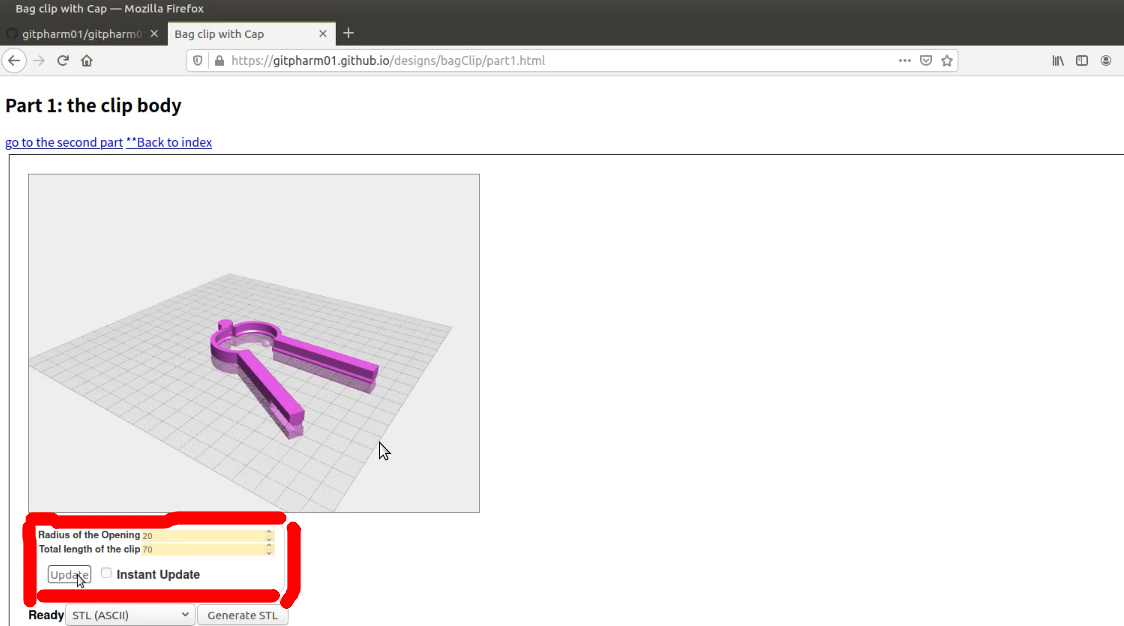 Bag clip with Cap — Mozilla Firefox
gitpharm01/gitpharm0
Bag clip with Cap
https://gitpharm01.github.io/designs/bagClip/part1.html
Part 1: the clip body
go to the second part **Back to index
Radius of the Opening 20
Total length of the clip 70
Update Instant Update
Ready STL (ASCII) Generate STL